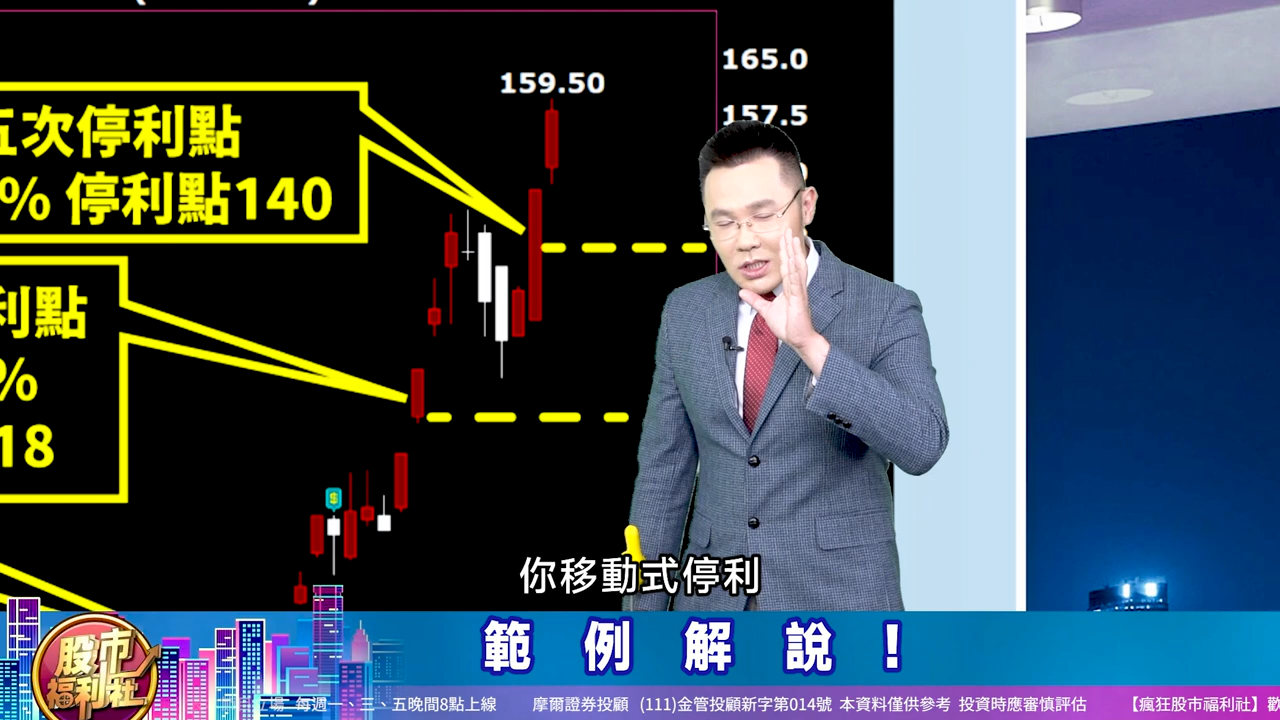 159.50
165.0
157.5
五次停利點
% 停利點140
利點
%
18
你移動式停利
範例解說！
股市
福利社
每週一、三、五晚間8點上線 摩爾證券投顧 (111)金管投顧新字第014號 本資料僅供參考 投資時應審慎評估 【瘋狂股市福利社】歡